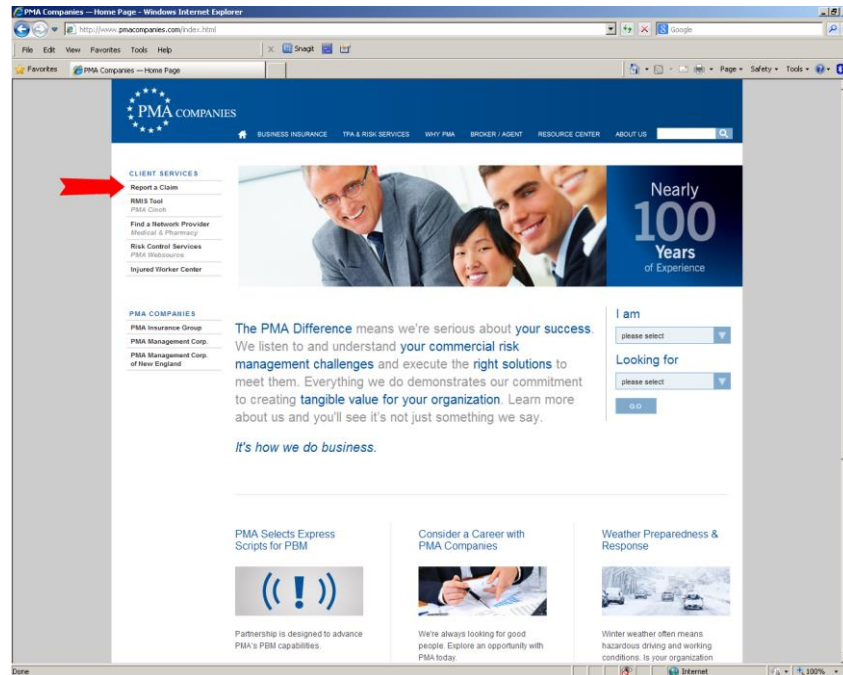 PMA Companies — Home Page - Windows Internet Explorer
http://www.pmacompanies.com/index.html
Google
File Edit View Favorites Tools Help
Snagit
Favorites
PMA Companies — Home Page
Page Safety Tools
PMA COMPANIES
BUSINESS INSURANCE TPA & RISK SERVICES WHY PMA BROKER / AGENT RESOURCE CENTER ABOUT US
CLIENT SERVICES
Report a Claim
RMIS Tool
PMA Cinch
Find a Network Provider
Medical & Pharmacy
Risk Control Services
PMA Websource
Injured Worker Center
PMA COMPANIES
PMA Insurance Group
PMA Management Corp.
PMA Management Corp.
of New England
Nearly
100
Years
of Experience
The PMA Difference means we're serious about your success.
We listen to and understand your commercial risk
management challenges and execute the right solutions to
meet them. Everything we do demonstrates our commitment
to creating tangible value for your organization. Learn more
about us and you'll see it's not just something we say.
It's how we do business.
I am
please select
Looking for
please select
GO
PMA Selects Express
Scripts for PBM
Partnership is designed to advance
PMA's PBM capabilities.
Consider a Career with
PMA Companies
We're always looking for good
people. Explore an opportunity with
PMA today.
Weather Preparedness &
Response
Winter weather often means
hazardous driving and working
conditions. Is your organization
Done
Internet
100%